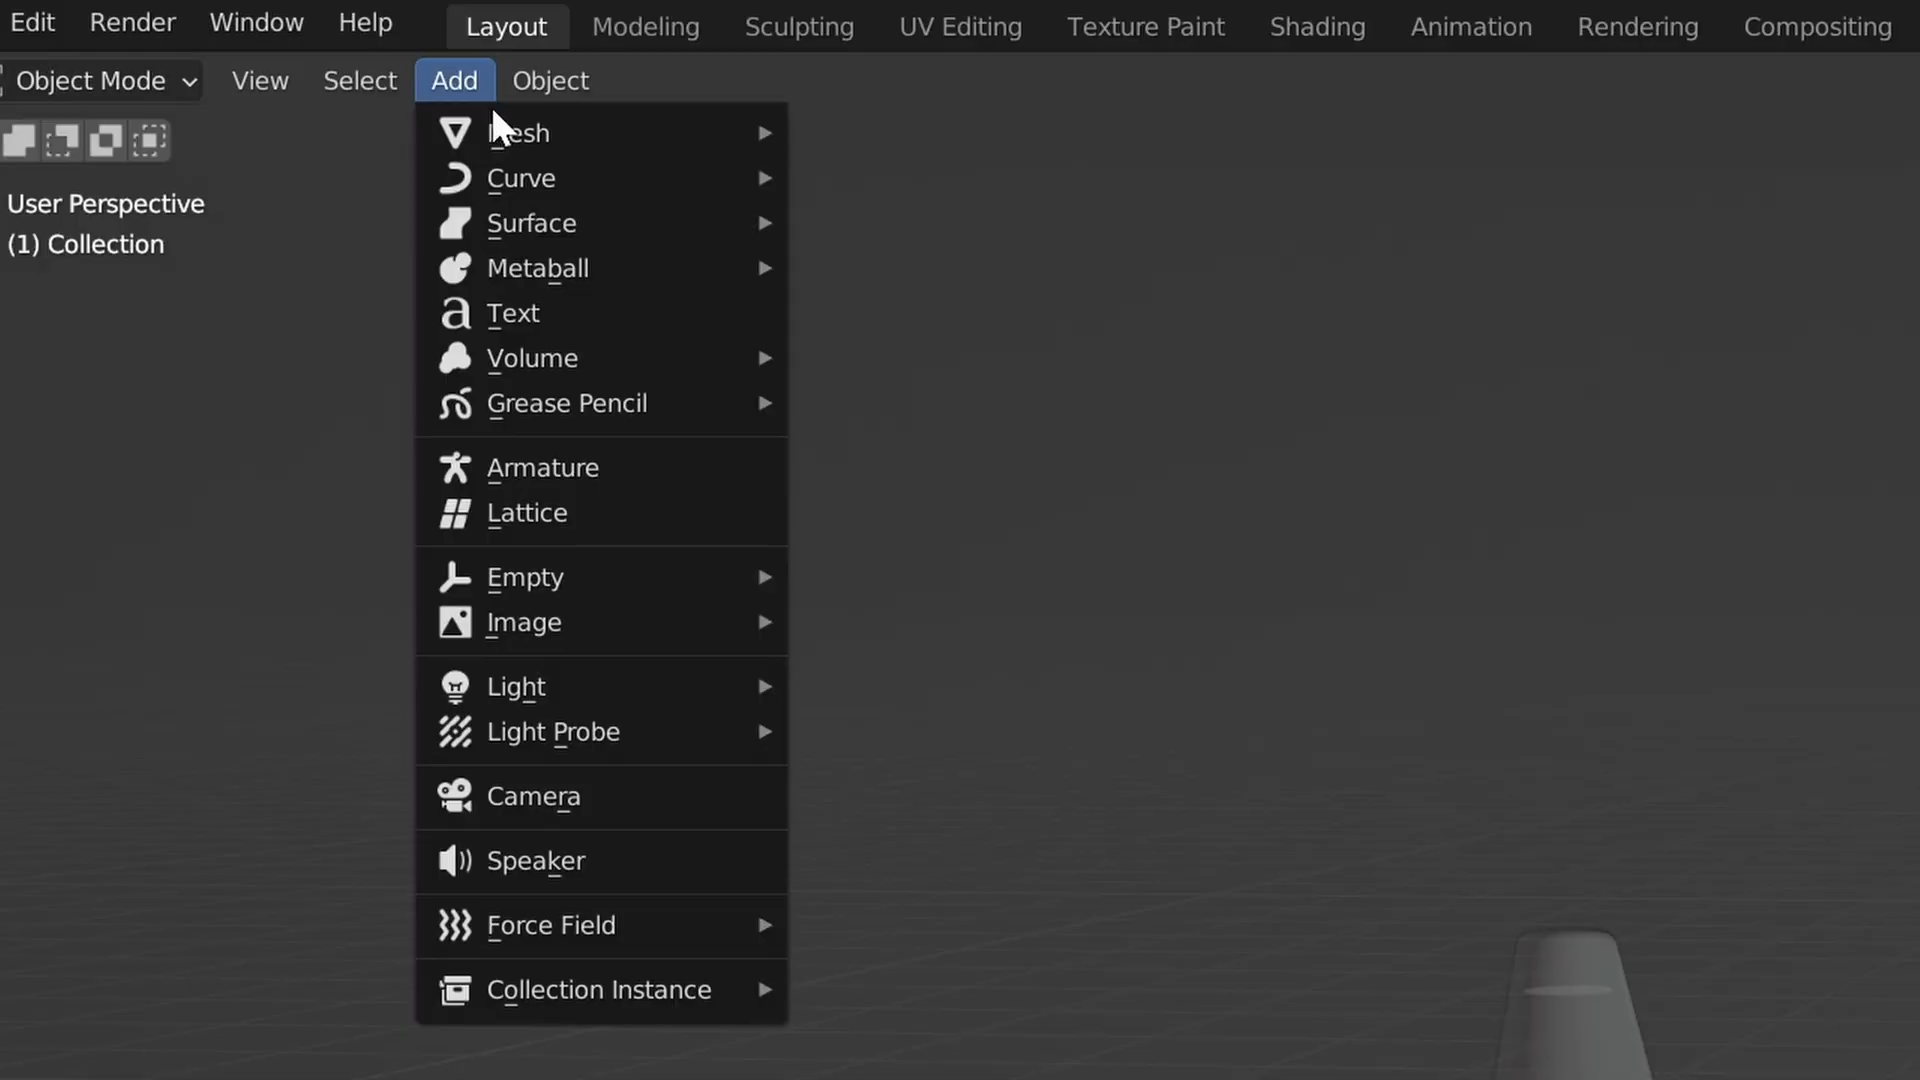 Edit Render Window Help Layout Modeling Sculpting UV Editing Texture Paint Shading Animation Rendering Compositing
Object Mode View Select Add Object
User Perspective
(1) Collection
Mesh
Curve
Surface
Metaball
Text
Volume
Grease Pencil
Armature
Lattice
Empty
Image
Light
Light Probe
Camera
Speaker
Force Field
Collection Instance